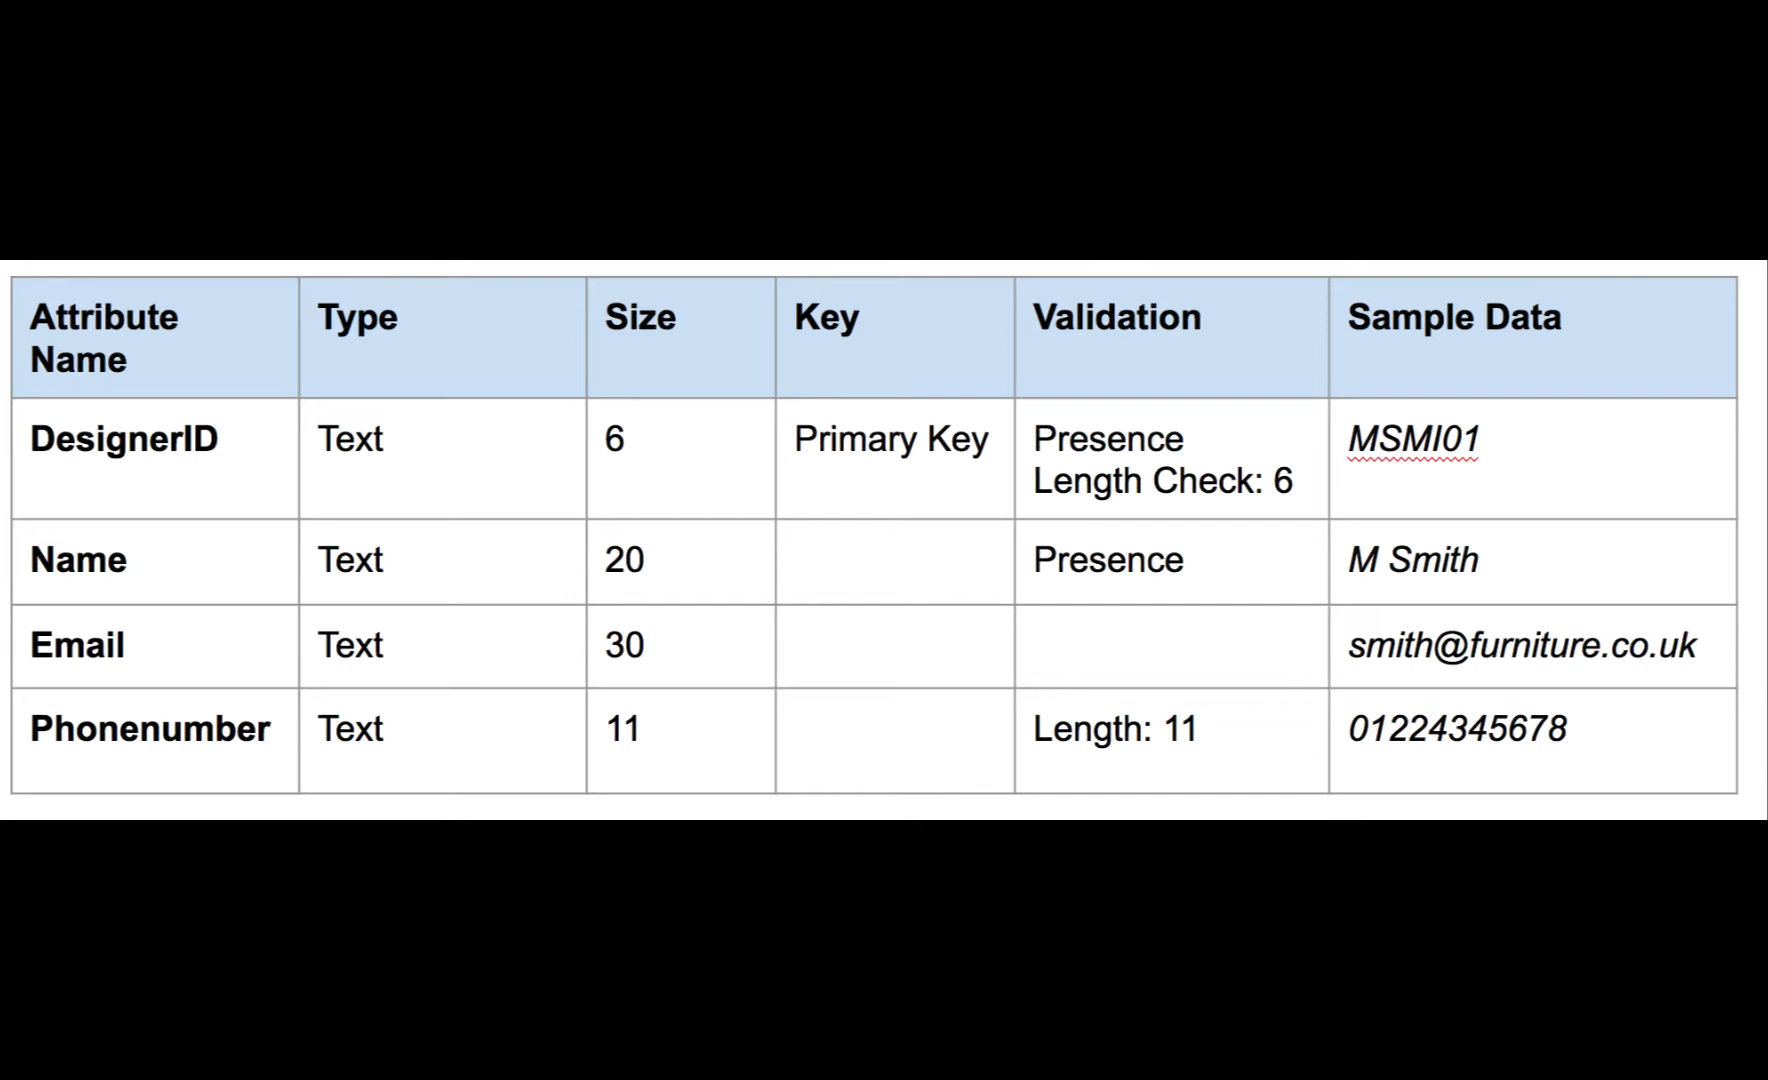 Attribute Name Type Size Key Validation Sample Data
DesignerID Text 6 Primary Key Presence MSMI01
Length Check: 6
Name Text 20 Presence M Smith
Email Text 30 smith@furniture.co.uk
Phonenumber Text 11 Length: 11 01224345678